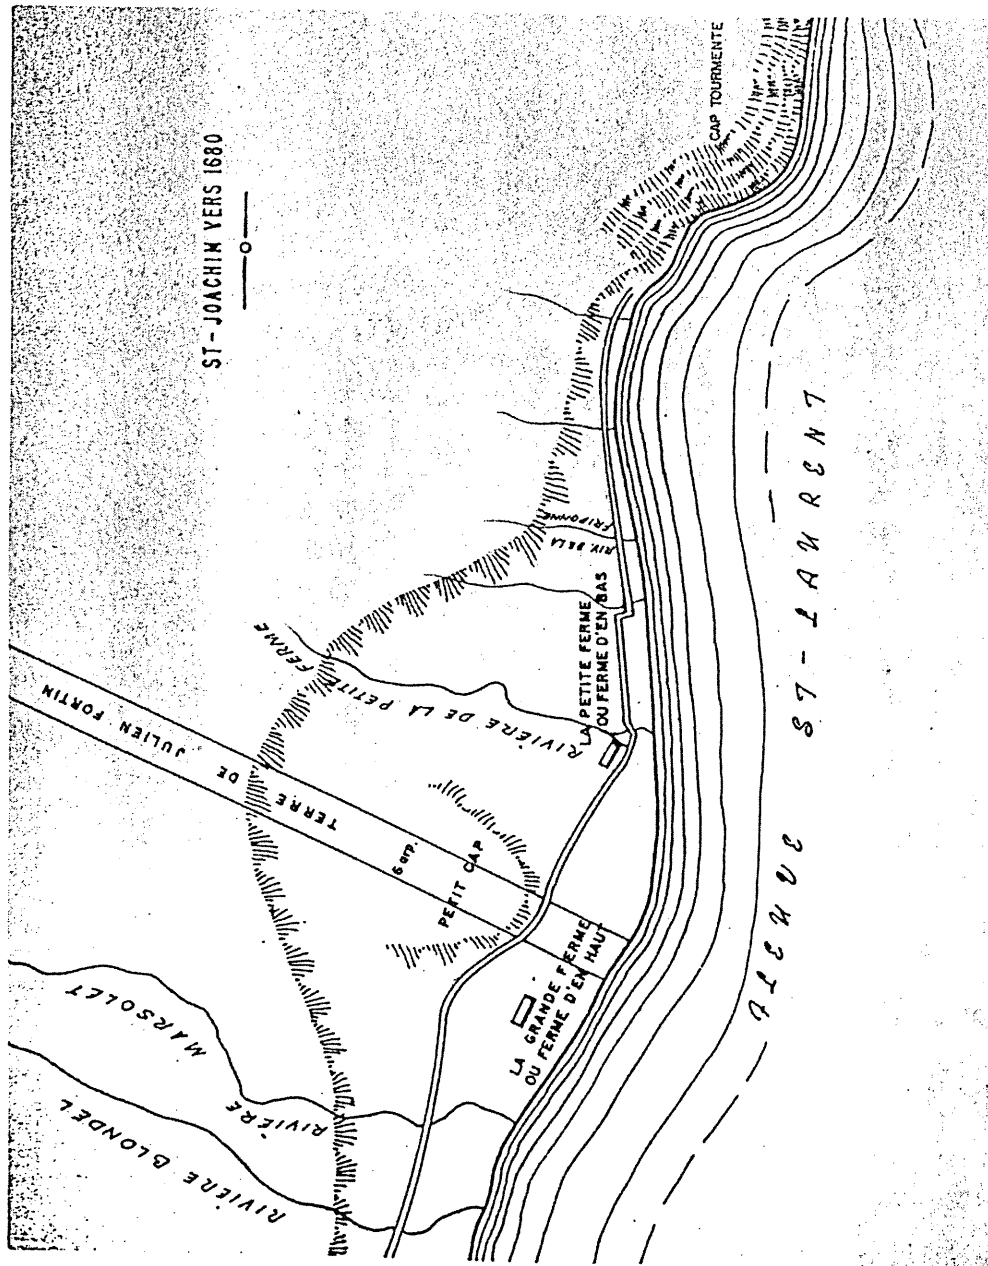 ST-JOACHIM VERS 1680
CAP TOURMENTE
RIV. DE LA
FRIPONNE
LA PETITE FERME
OU FERME D'EN BAS
RIVIÈRE DE LA PETITE FERME
TERRE DE JULIEN FORTIN
6 arp.
PETIT CAP
LA GRANDE FERME
OU FERME D'EN HAUT
RIVIÈRE MARSOLET
RIVIÈRE BLONDEL
FLEUVE ST-LAURENT